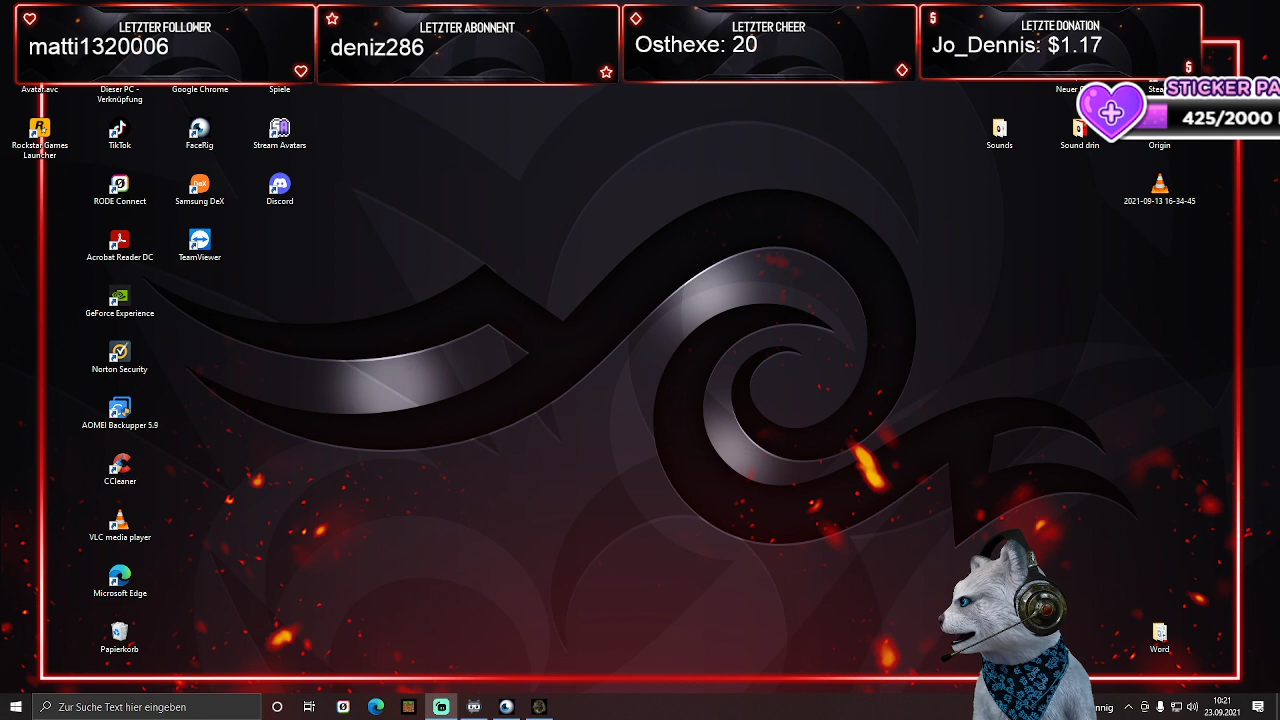 LETZTER FOLLOWER
matti1320006
LETZTER ABONNENT
deniz286
LETZTER CHEER
Osthexe: 20
LETZTE DONATION
Jo_Dennis: $1.17
STICKER PA
425/2000
Avatar.avc
Dieser PC -
Verknüpfung
Google Chrome
Spiele
Neuer
Stea
Rockstar Games
Launcher
TikTok
FaceRig
Stream Avatars
Sounds
Sound drin
Origin
RODE Connect
Samsung DeX
Discord
2021-09-13 16-34-45
Acrobat Reader DC
TeamViewer
GeForce Experience
Norton Security
AOMEI Backupper 5.9
CCleaner
VLC media player
Microsoft Edge
Papierkorb
Word
Zur Suche Text hier eingeben
nnig
10:21
23.09.2021